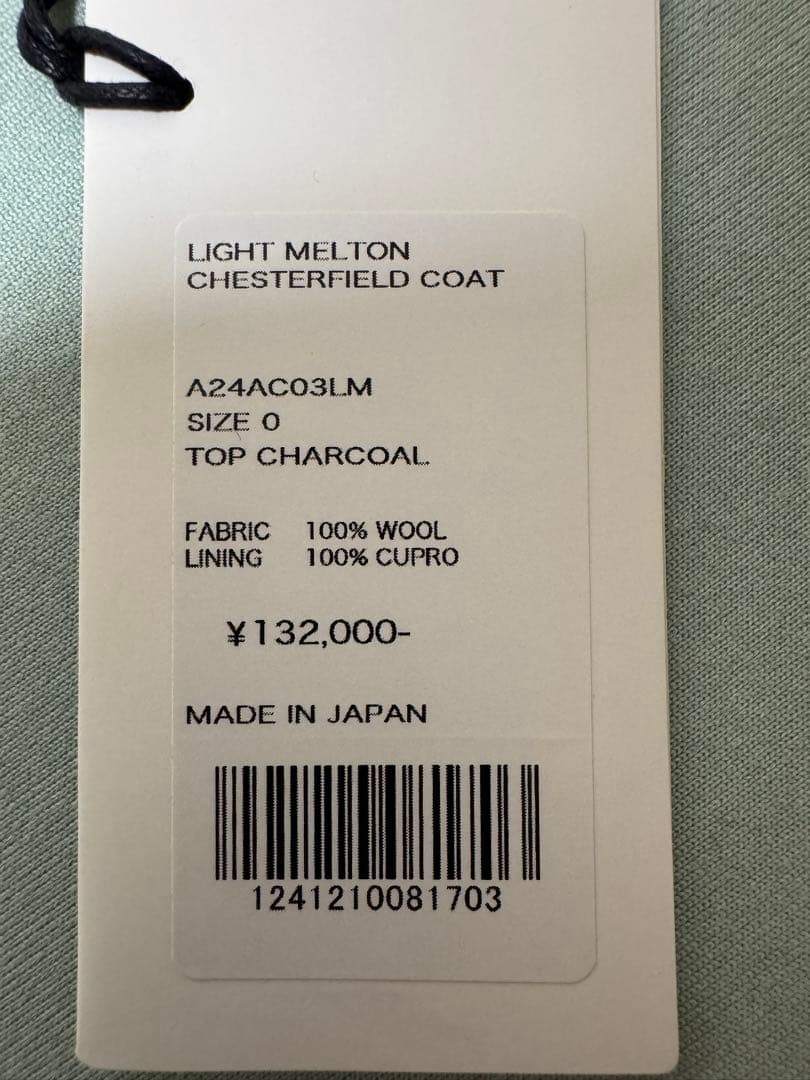 LIGHT MELTON
CHESTERFIELD COAT
A24AC03LM
SIZE 0
TOP CHARCOAL
FABRIC 100% WOOL
LINING 100% CUPRO
¥132,000-
MADE IN JAPAN
1241210081703